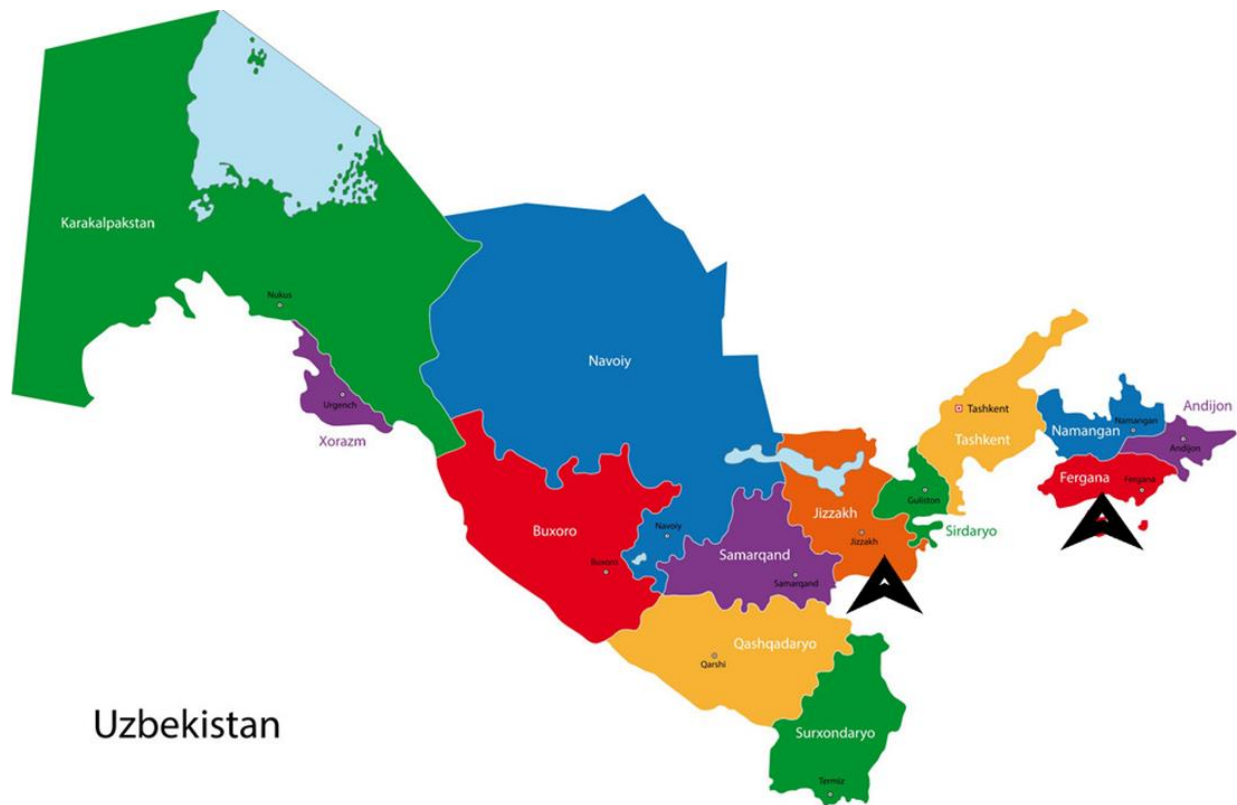 Karakalpakstan
Nukus
Urgench
Xorazm
Navoiy
Tashkent
Tashkent
Namangan
Namangan
Andijon
Andijon
Fergana
Fergana
Guliston
Sirdaryo
Jizzakh
Jizzakh
Buxoro
Buxoro
Navoiy
Samarqand
Samarqand
Qashqadaryo
Qarshi
Surxondaryo
Termiz
Uzbekistan